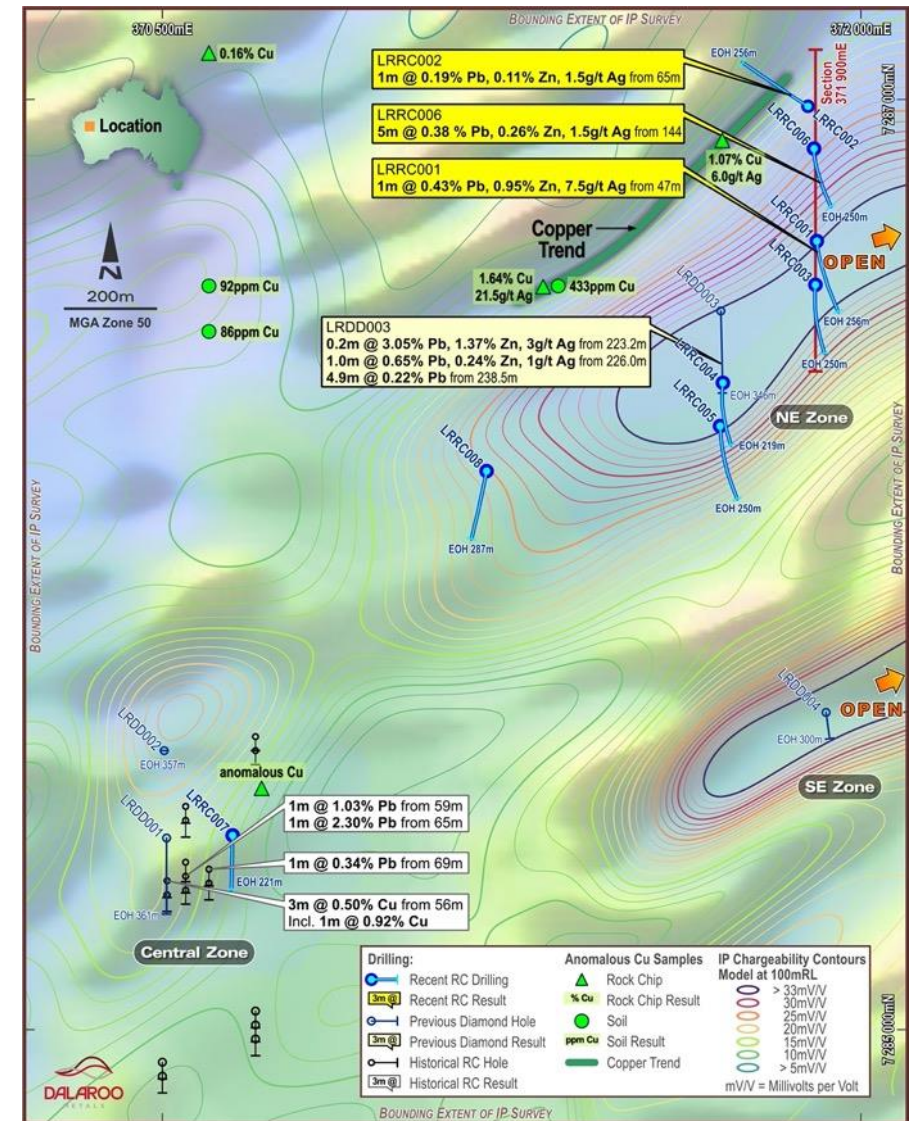 BOUNDING EXTENT OF IP SURVEY
370 500mE
372 000mE
0.16% Cu
EOH 256m
LRRC002
1m @ 0.19% Pb, 0.11% Zn, 1.5g/t Ag from 65m
Section
371 900mE
7 287 000mN
Location
LRRC006
5m @ 0.38 % Pb, 0.26% Zn, 1.5g/t Ag from 144
LRRC002
LRRC006
1.07% Cu
6.0g/t Ag
LRRC001
1m @ 0.43% Pb, 0.95% Zn, 7.5g/t Ag from 47m
EOH 250m
N
200m
MGA Zone 50
Copper
Trend
LRRC001
OPEN
LRRC003
92ppm Cu
1.64% Cu
21.5g/t Ag
433ppm Cu
LRDD003
EOH 256m
86ppm Cu
LRDD003
0.2m @ 3.05% Pb, 1.37% Zn, 3g/t Ag from 223.2m
1.0m @ 0.65% Pb, 0.24% Zn, 1g/t Ag from 226.0m
4.9m @ 0.22% Pb from 238.5m
EOH 250m
LRRC004
EOH 346m
LRRC005
NE Zone
EOH 219m
LRRC008
EOH 250m
EOH 287m
BOUNDING EXTENT OF IP SURVEY
BOUNDING EXTENT OF IP SURVEY
LRDD004
OPEN
EOH 300m
SE Zone
LRDD002
EOH 357m
anomalous Cu
LRDD001
LRRC007
1m @ 1.03% Pb from 59m
1m @ 2.30% Pb from 65m
1m @ 0.34% Pb from 69m
EOH 221m
3m @ 0.50% Cu from 56m
Incl. 1m @ 0.92% Cu
EOH 361m
Central Zone
Drilling:
Recent RC Drilling
3m @ Recent RC Result
Previous Diamond Hole
3m @ Previous Diamond Result
Historical RC Hole
3m @ Historical RC Result
Anomalous Cu Samples
Rock Chip
% Cu Rock Chip Result
Soil
ppm Cu Soil Result
Copper Trend
IP Chargeability Contours
Model at 100mRL
> 33mV/V
30mV/V
25mV/V
20mV/V
15mV/V
10mV/V
> 5mV/V
mV/V = Millivolts per Volt
7 285 000mN
DALAROO
METALS
BOUNDING EXTENT OF IP SURVEY